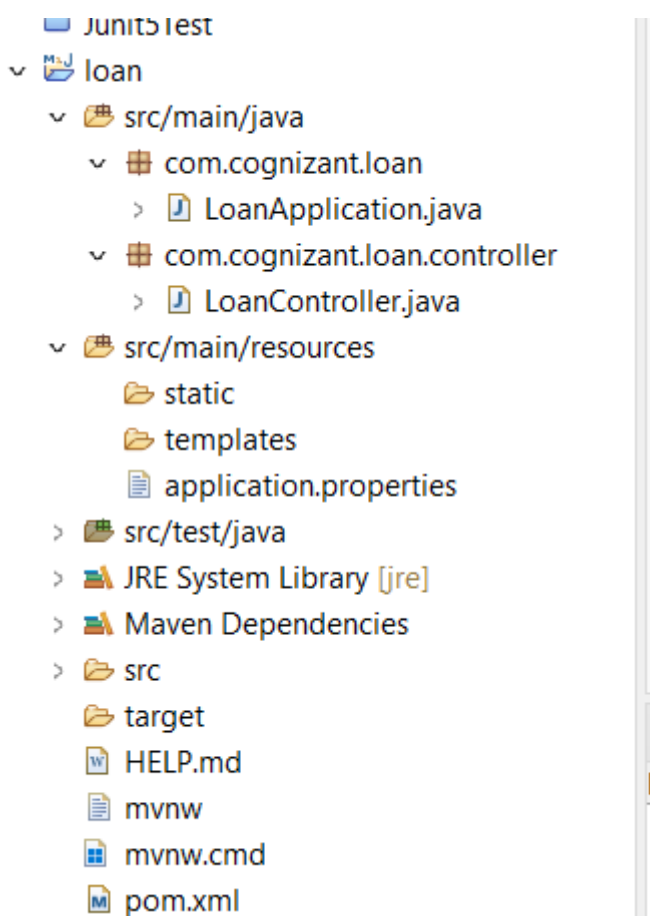 Junit5Test
loan
src/main/java
com.cognizant.loan
LoanApplication.java
com.cognizant.loan.controller
LoanController.java
src/main/resources
static
templates
application.properties
src/test/java
JRE System Library [jre]
Maven Dependencies
src
target
HELP.md
mvnw
mvnw.cmd
pom.xml